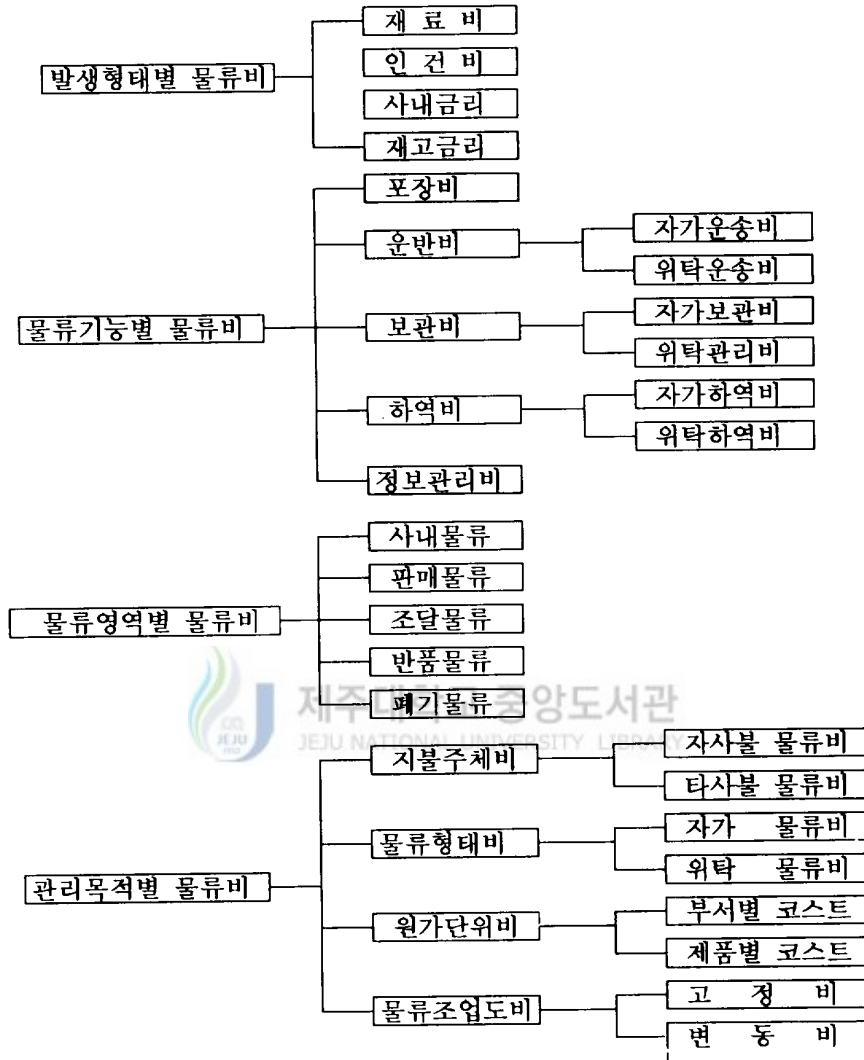 재 료 비
인 건 비
발생형태별 물류비
사내금리
재고금리
포장비
운반비
자가운송비
위탁운송비
물류기능별 물류비
보관비
자가보관비
위탁관리비
하역비
자가하역비
위탁하역비
정보관리비
사내물류
판매물류
물류영역별 물류비
조달물류
반품물류
폐기물류
제주대학교 중앙도서관
JEJU NATIONAL UNIVERSITY LIBRARY
JEJU
1952
지불주체비
자사불 물류비
타사불 물류비
물류형태비
자가 물류비
위탁 물류비
관리목적별 물류비
원가단위비
부서별 코스트
제품별 코스트
물류조업도비
고 정 비
변 동 비